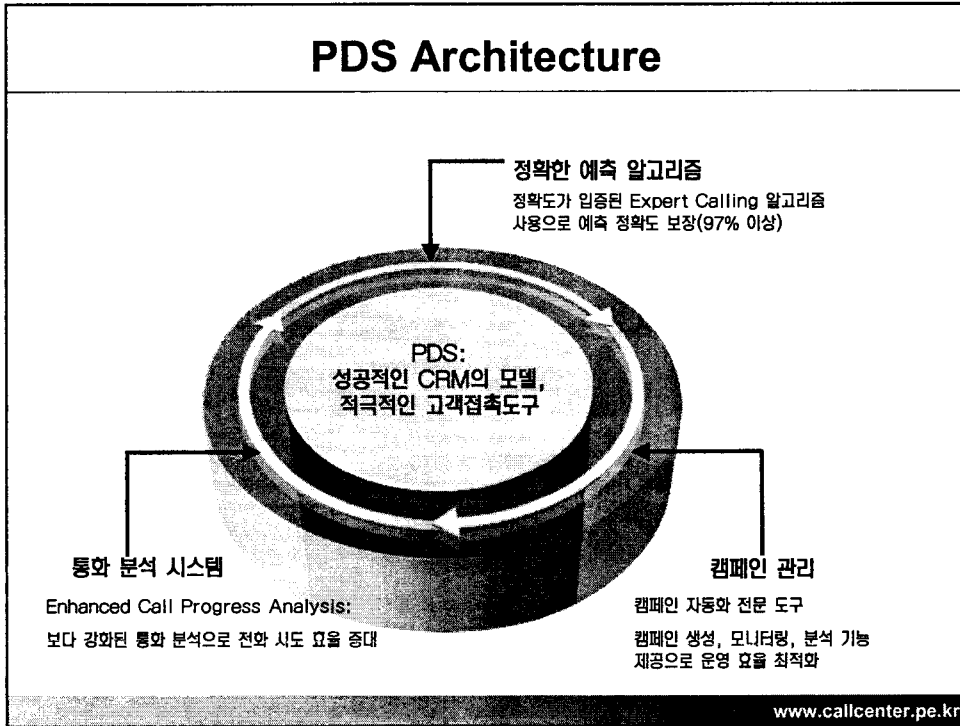 PDS Architecture
정확한 예측 알고리즘
정확도가 입증된 Expert Calling 알고리즘
사용으로 예측 정확도 보장(97% 이상)
PDS:
성공적인 CRM의 모델,
적극적인 고객접촉도구
통화 분석 시스템
Enhanced Call Progress Analysis:
보다 강화된 통화 분석으로 전화 시도 효율 증대
캠페인 관리
캠페인 자동화 전문 도구
캠페인 생성, 모니터링, 분석 기능
제공으로 운영 효율 최적화
www.callcenter.pe.kr